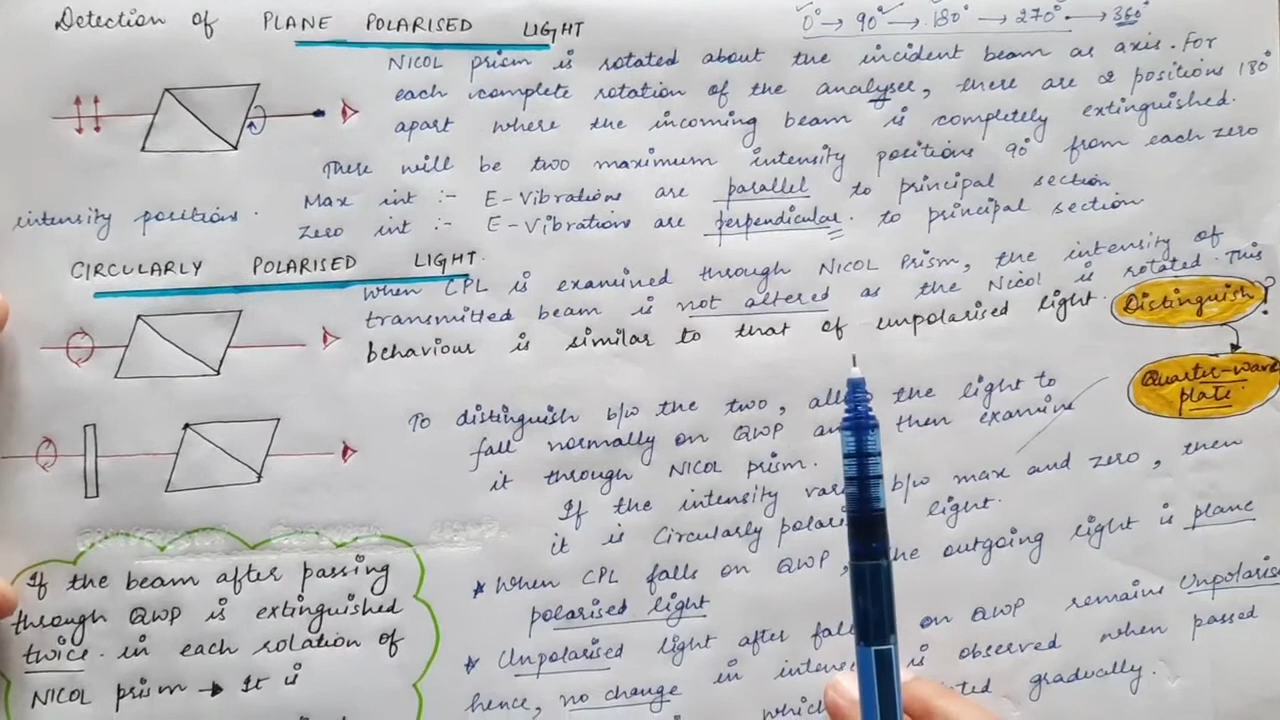 Detection of PLANE POLARISED LIGHT
0° → 90° → 180° → 270° → 360°
NICOL prism is rotated about the incident beam as axis. For
each complete rotation of the analyser, there are 2 positions 180°
apart where the incoming beam is completely extinguished.
There will be two maximum intensity positions 90° from each zero
intensity positions.
Max int :- E-Vibrations are parallel to principal section
Zero int :- E-Vibrations are perpendicular to principal section
CIRCULARLY POLARISED LIGHT.
When CPL is examined through NICOL Prism, the intensity of
transmitted beam is not altered as the Nicol is rotated. This
behaviour is similar to that of unpolarised light.
Distinguish?
Quarter-wave
plate
To distinguish b/w the two, the light to
fall normally on QWP then examine
it through NICOL prism.
If the intensity b/w max and zero, then
it is Circularly light.
* When CPL falls on QWP, the outgoing light is plane
polarised light
* Unpolarised light after on QWP remains Unpolaris
hence, no change in is observed when passed
gradually.
If the beam after passing
through QWP is extinguished
twice in each rotation of
NICOL prism → It is